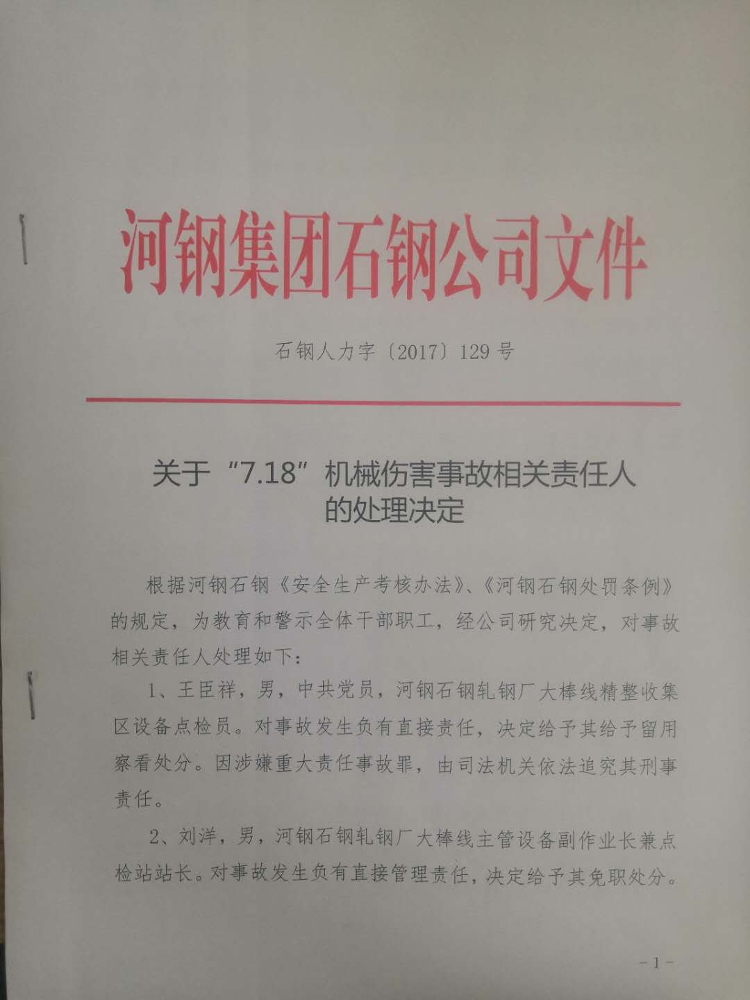 河钢集团石钢公司文件
石钢人力字〔2017〕129 号
关于“7.18”机械伤害事故相关责任人
的处理决定
根据河钢石钢《安全生产考核办法》、《河钢石钢处罚条例》
的规定，为教育和警示全体干部职工，经公司研究决定，对事故
相关责任人处理如下：
1、王臣祥，男，中共党员，河钢石钢轧钢厂大棒线精整收集
区设备点检员。对事故发生负有直接责任，决定给予其给予留用
察看处分。因涉嫌重大责任事故罪，由司法机关依法追究其刑事
责任。
2、刘洋，男，河钢石钢轧钢厂大棒线主管设备副作业长兼点
检站站长。对事故发生负有直接管理责任，决定给予其免职处分。
- 1 -